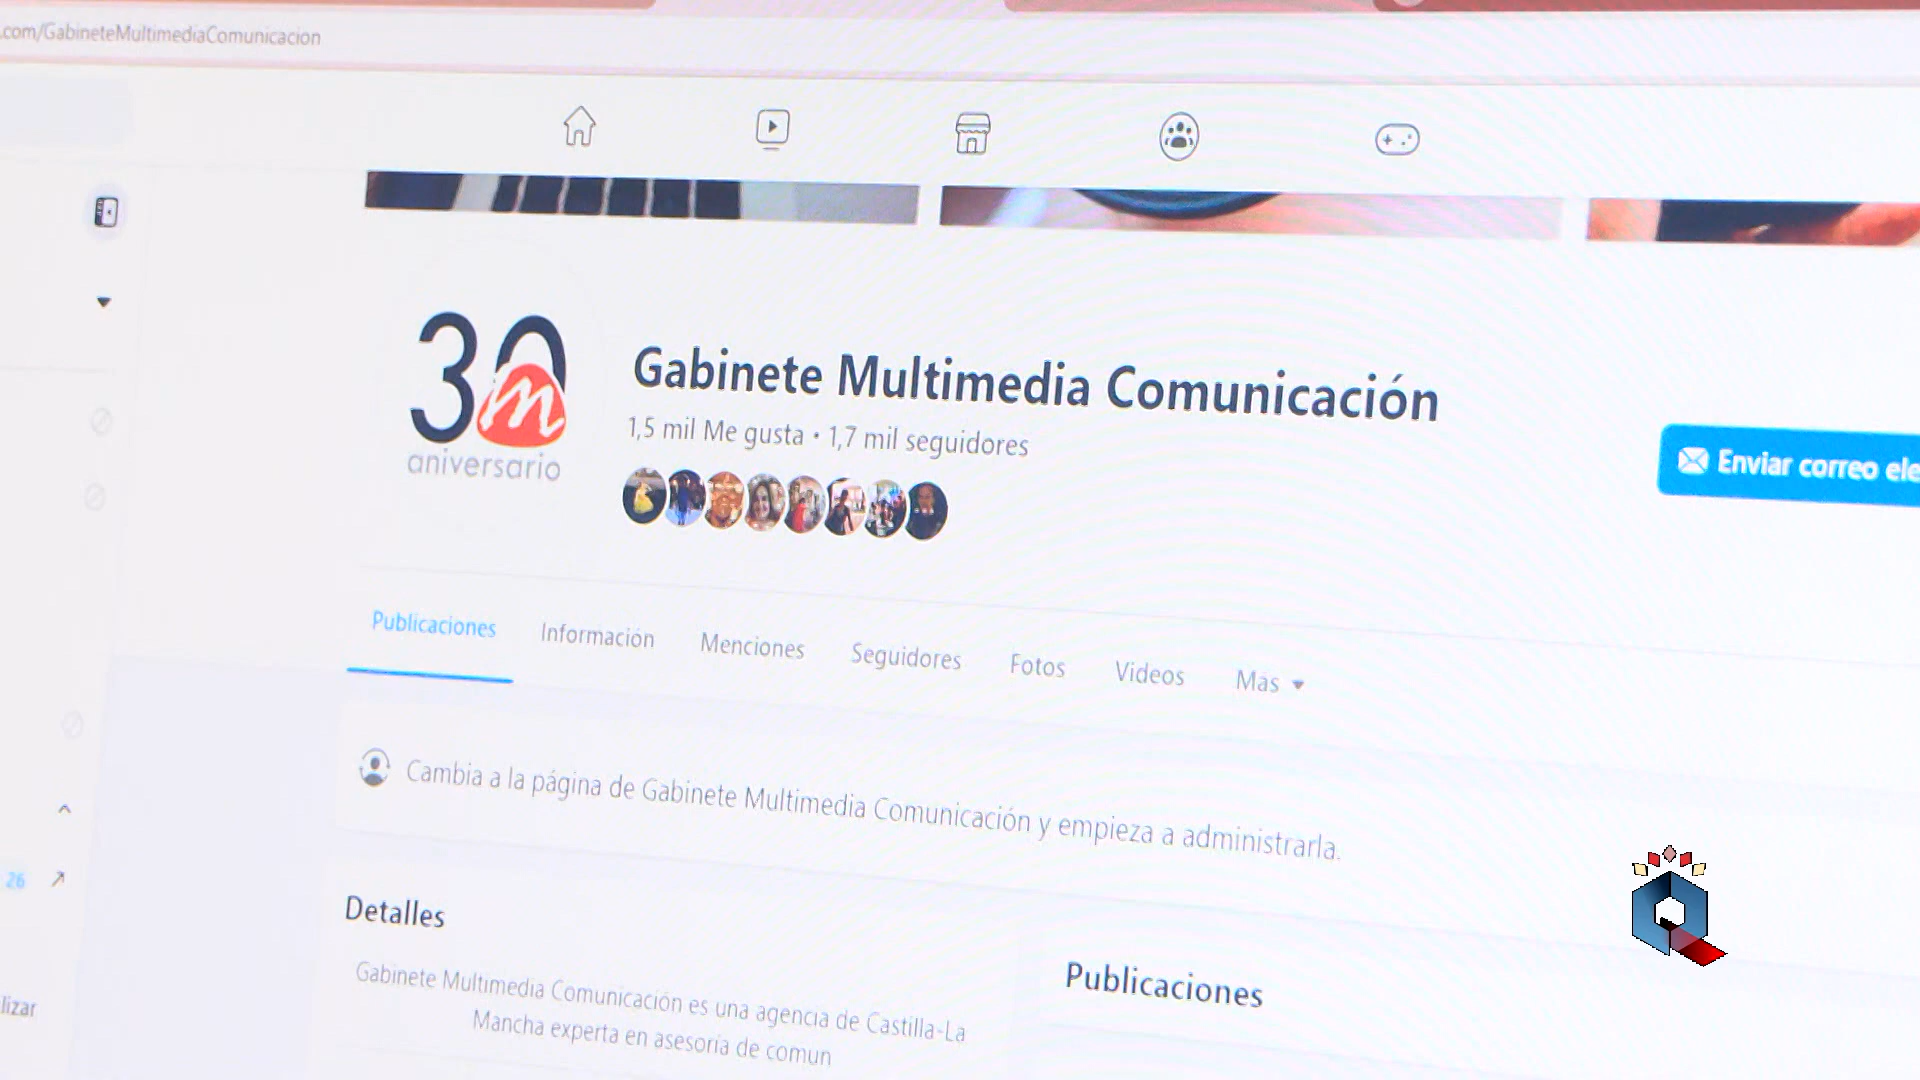 .com/GabineteMultimediaComunicacion
30
m
aniversario
Gabinete Multimedia Comunicación
1,5 mil Me gusta • 1,7 mil seguidores
Enviar correo ele
Publicaciones
Información
Menciones
Seguidores
Fotos
Videos
Más
Cambia a la página de Gabinete Multimedia Comunicación y empieza a administrarla.
26
Detalles
Gabinete Multimedia Comunicación es una agencia de Castilla-La
Mancha experta en asesoría de comun
Publicaciones
lizar